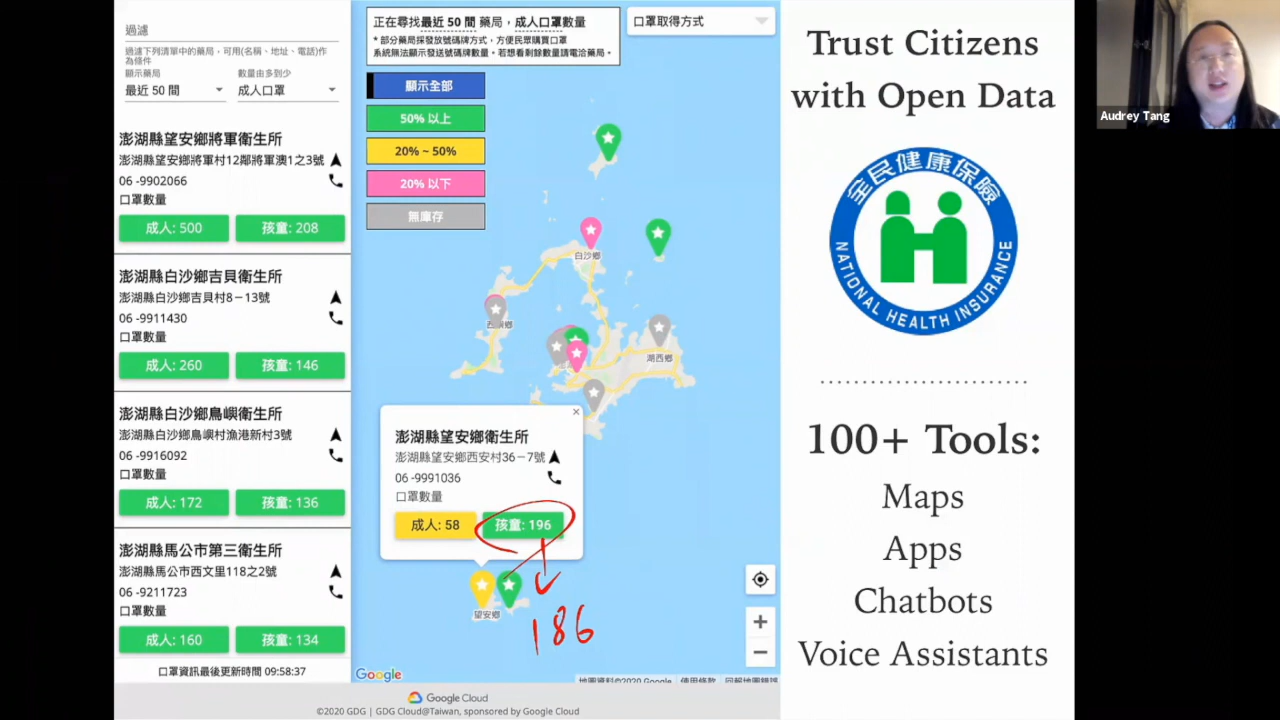 過濾
過濾下列清單中的藥局，可用(名稱、地址、電話)作
為條件
顯示藥局
數量由多到少
最近 50 間
成人口罩
澎湖縣望安鄉將軍衛生所
澎湖縣望安鄉將軍村12鄰將軍澳1之3號
06 -9902066
口罩數量
成人: 500
孩童: 208
澎湖縣白沙鄉吉貝衛生所
澎湖縣白沙鄉吉貝村8－13號
06 -9911430
口罩數量
成人: 260
孩童: 146
澎湖縣白沙鄉鳥嶼衛生所
澎湖縣白沙鄉鳥嶼村漁港新村3號
06 -9916092
口罩數量
成人: 172
孩童: 136
澎湖縣馬公市第三衛生所
澎湖縣馬公市西文里118之2號
06 -9211723
口罩數量
成人: 160
孩童: 134
口罩資訊最後更新時間 09:58:37
正在尋找最近 50 間 藥局，成人口罩數量
* 部分藥局採發放號碼牌方式，方便民眾購買口罩
系統無法顯示發送號碼牌數量。若想看剩餘數量請電洽藥局。
口罩取得方式
顯示全部
50% 以上
20% ~ 50%
20% 以下
無庫存
白沙鄉
西嶼鄉
湖西鄉
澎湖縣望安鄉衛生所
澎湖縣望安鄉西安村36－7號
06 -9991036
口罩數量
成人: 58
孩童: 196
望安鄉
186
Google
地圖資料©2020 Google
使用條款
回報地圖錯誤
Google Cloud
©2020 GDG | GDG Cloud@Taiwan, sponsored by Google Cloud
Trust Citizens
with Open Data
全民健康保險
NATIONAL HEALTH INSURANCE
100+ Tools:
Maps
Apps
Chatbots
Voice Assistants
Audrey Tang